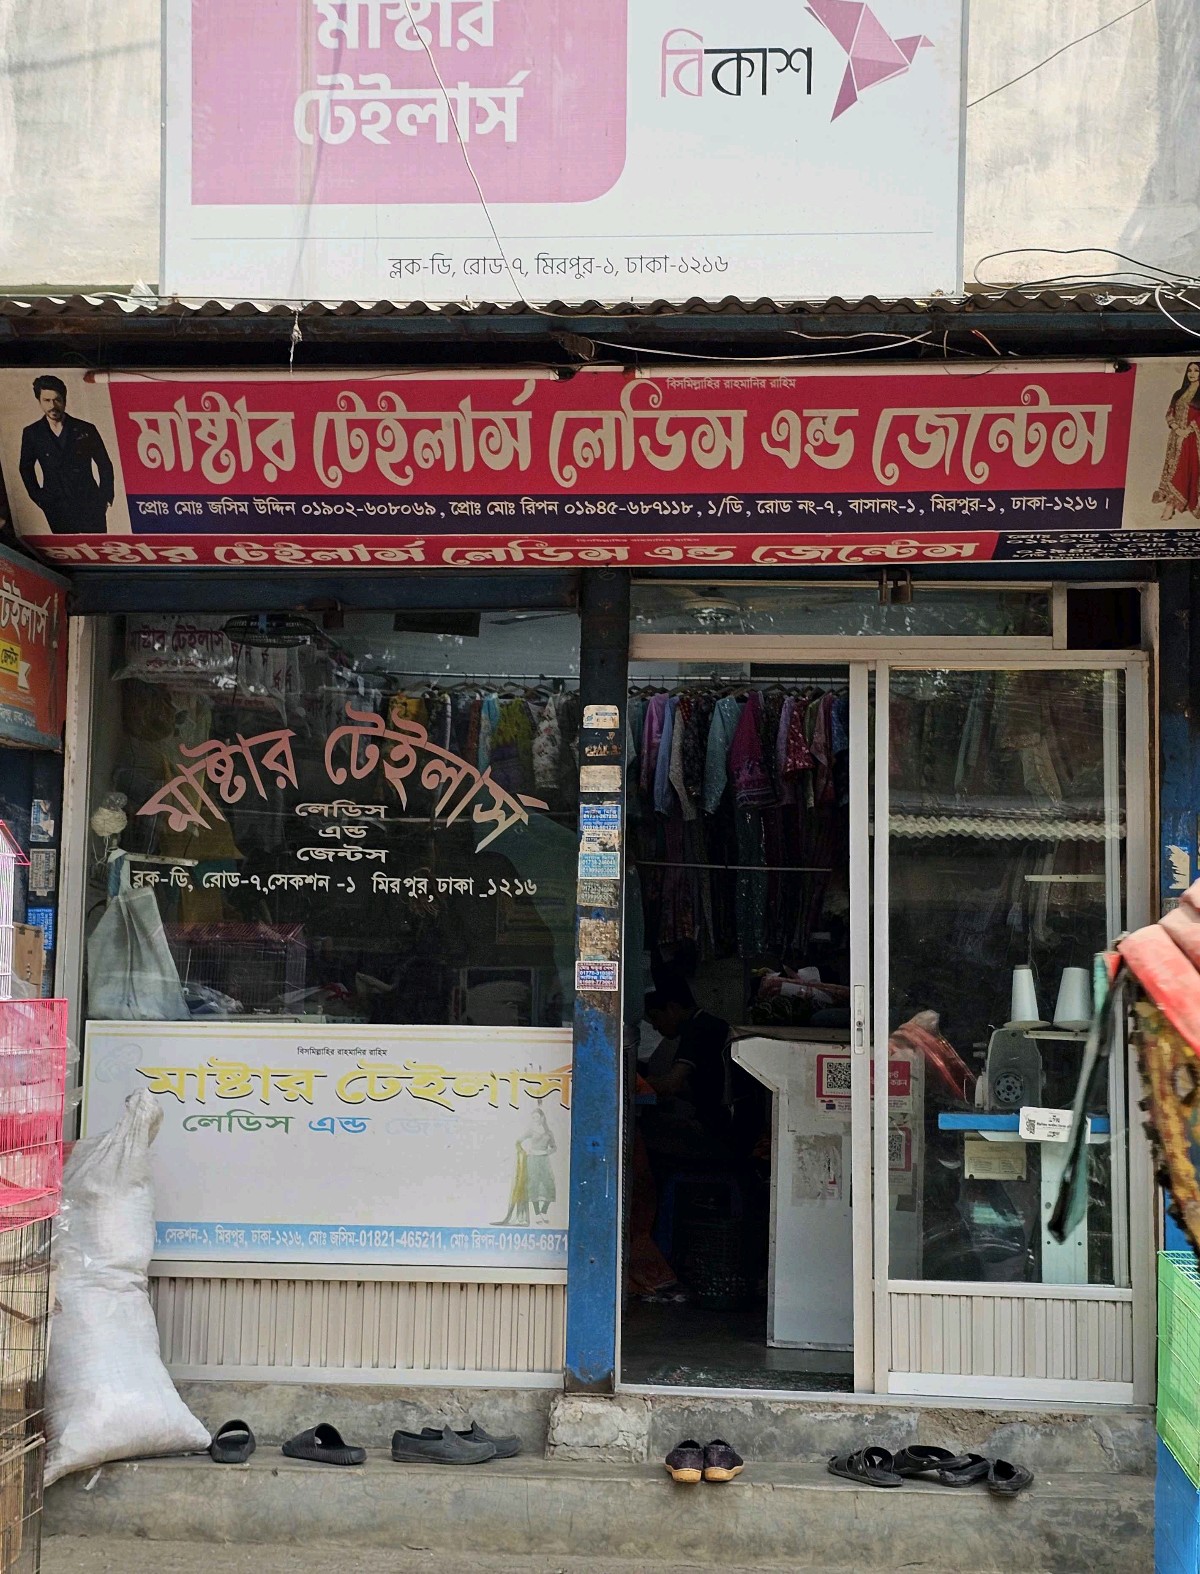 মাস্টার
টেইলার্স
বিকাশ
ব্লক-ডি, রোড-৭, মিরপুর-১, ঢাকা-১২১৬
বিসমিল্লাহির রাহমানির রাহিম
মাষ্টার টেইলার্স লেডিস এন্ড জেন্টেস
প্রোঃ মোঃ জসিম উদ্দিন ০১৯০২-৬০৮০৬৯, প্রোঃ মোঃ রিপন ০১৯৪৫-৬৮৭১১৮, ১/ডি, রোড নং-৭, বাসানং-১, মিরপুর-১, ঢাকা-১২১৬।
মাষ্টার টেইলার্স লেডিস এন্ড জেন্টেস
টেইলার্স
মাষ্টার টেইলার্স
লেডিস
এন্ড
জেন্টস
ব্লক-ডি, রোড-৭,সেকশন -১ মিরপুর,ঢাকা -১২১৬
বিসমিল্লাহির রাহমানির রাহিম
মাষ্টার টেইলার্স
লেডিস এন্ড
সেকশন-১, মিরপুর, ঢাকা-১২১৬, মোঃ জসিম-01821-465211, মোঃ রিপন-01945-6871